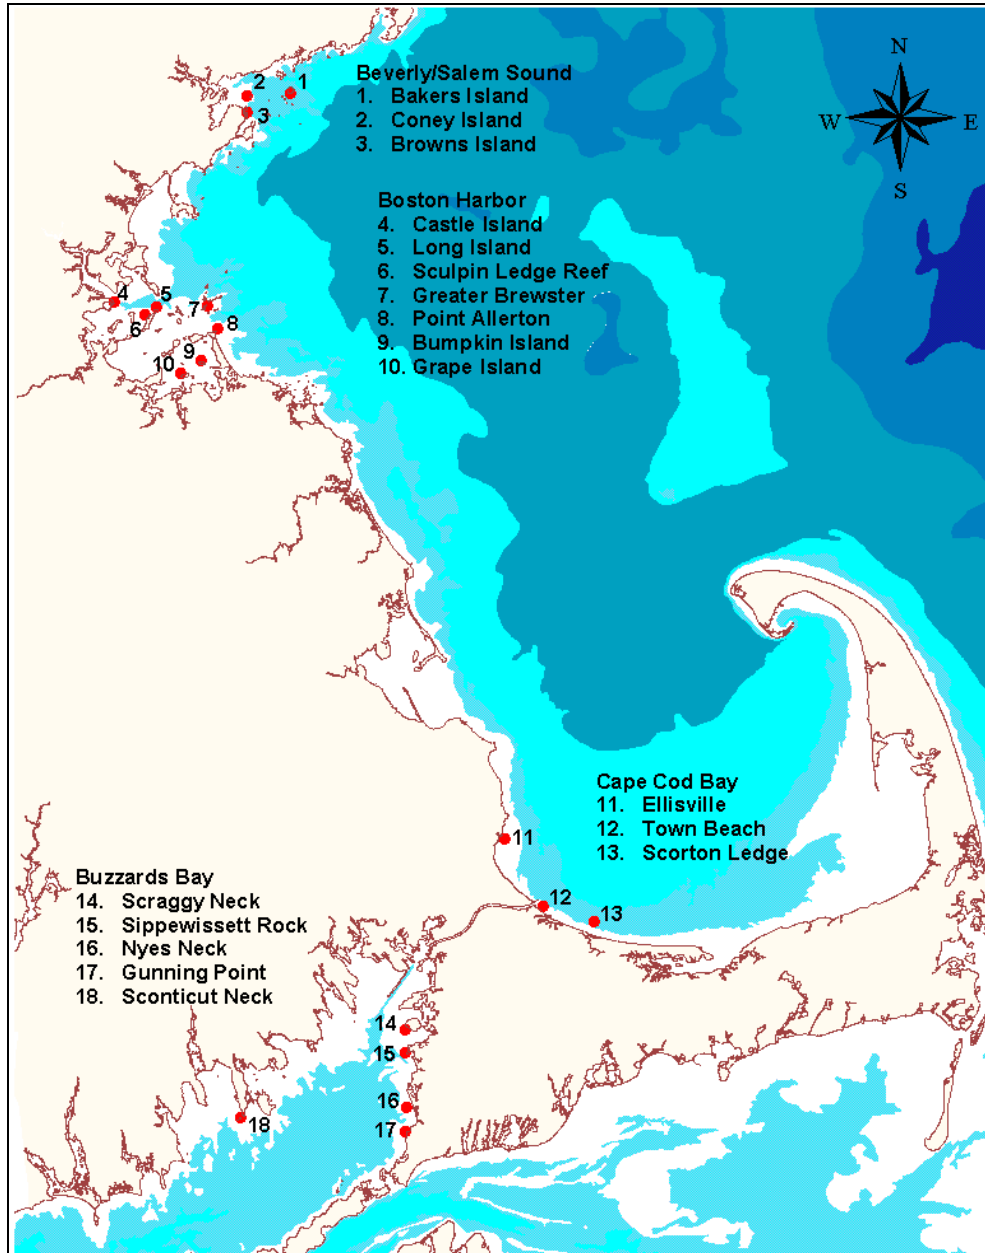 N
W
E
S
Beverly/Salem Sound
1. Bakers Island
2. Coney Island
3. Browns Island
Boston Harbor
4. Castle Island
5. Long Island
6. Sculpin Ledge Reef
7. Greater Brewster
8. Point Allerton
9. Bumpkin Island
10. Grape Island
Cape Cod Bay
11. Ellisville
12. Town Beach
13. Scorton Ledge
Buzzards Bay
14. Scraggy Neck
15. Sippewissett Rock
16. Nyes Neck
17. Gunning Point
18. Sconticut Neck
1
2
3
4
5
6
7
8
9
10
11
12
13
14
15
16
17
18